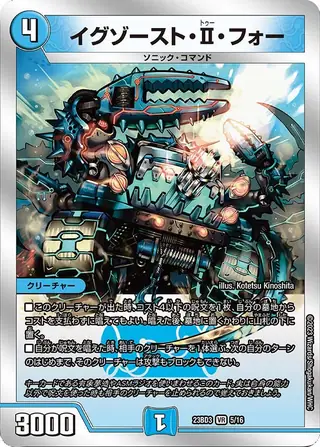 4
イグゾースト・Ⅱ・フォー
トゥー
ソニック・コマンド
クリーチャー
illus. Kotetsu Kinoshita
■このクリーチャーが出た時、コスト4以下の呪文を1枚、自分の墓地から
コストを支払わずに唱えてもよい。唱えた後、墓地に置くかわりに山札の下に
置く。
■自分が呪文を唱えた時、相手のクリーチャーを1体選ぶ。次の自分のターン
のはじめまで、そのクリーチャーは攻撃もブロックもできない。
3000
1
23BD3 VR 5/16